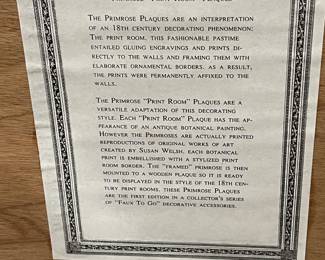 Primrose "Print Room" Plaques
The Primrose Plaques are an interpretation
of an 18th century decorating phenomenon:
The print room. This fashionable pastime
entailed gluing engravings and prints di-
rectly to the walls and framing them with
elaborate ornamental borders. As a result,
the prints were permanently affixed to the
walls.
The Primrose "Print Room" Plaques are a
versatile adaptation of this decorating
style. Each "Print Room" Plaque has the ap-
pearance of an antique botanical painting.
However the Primroses are actually printed
reproductions of original works of art
created by Susan Welsh, each botanical
print is embellished with a stylized print
room border. The "framed" primrose is then
mounted to a wooden plaque so it is ready
to be displayed in the style of the 18th cen-
tury print rooms, these Primrose Plaques
are the first edition in a collector's series
of "Faux To Go" decorative accessories.